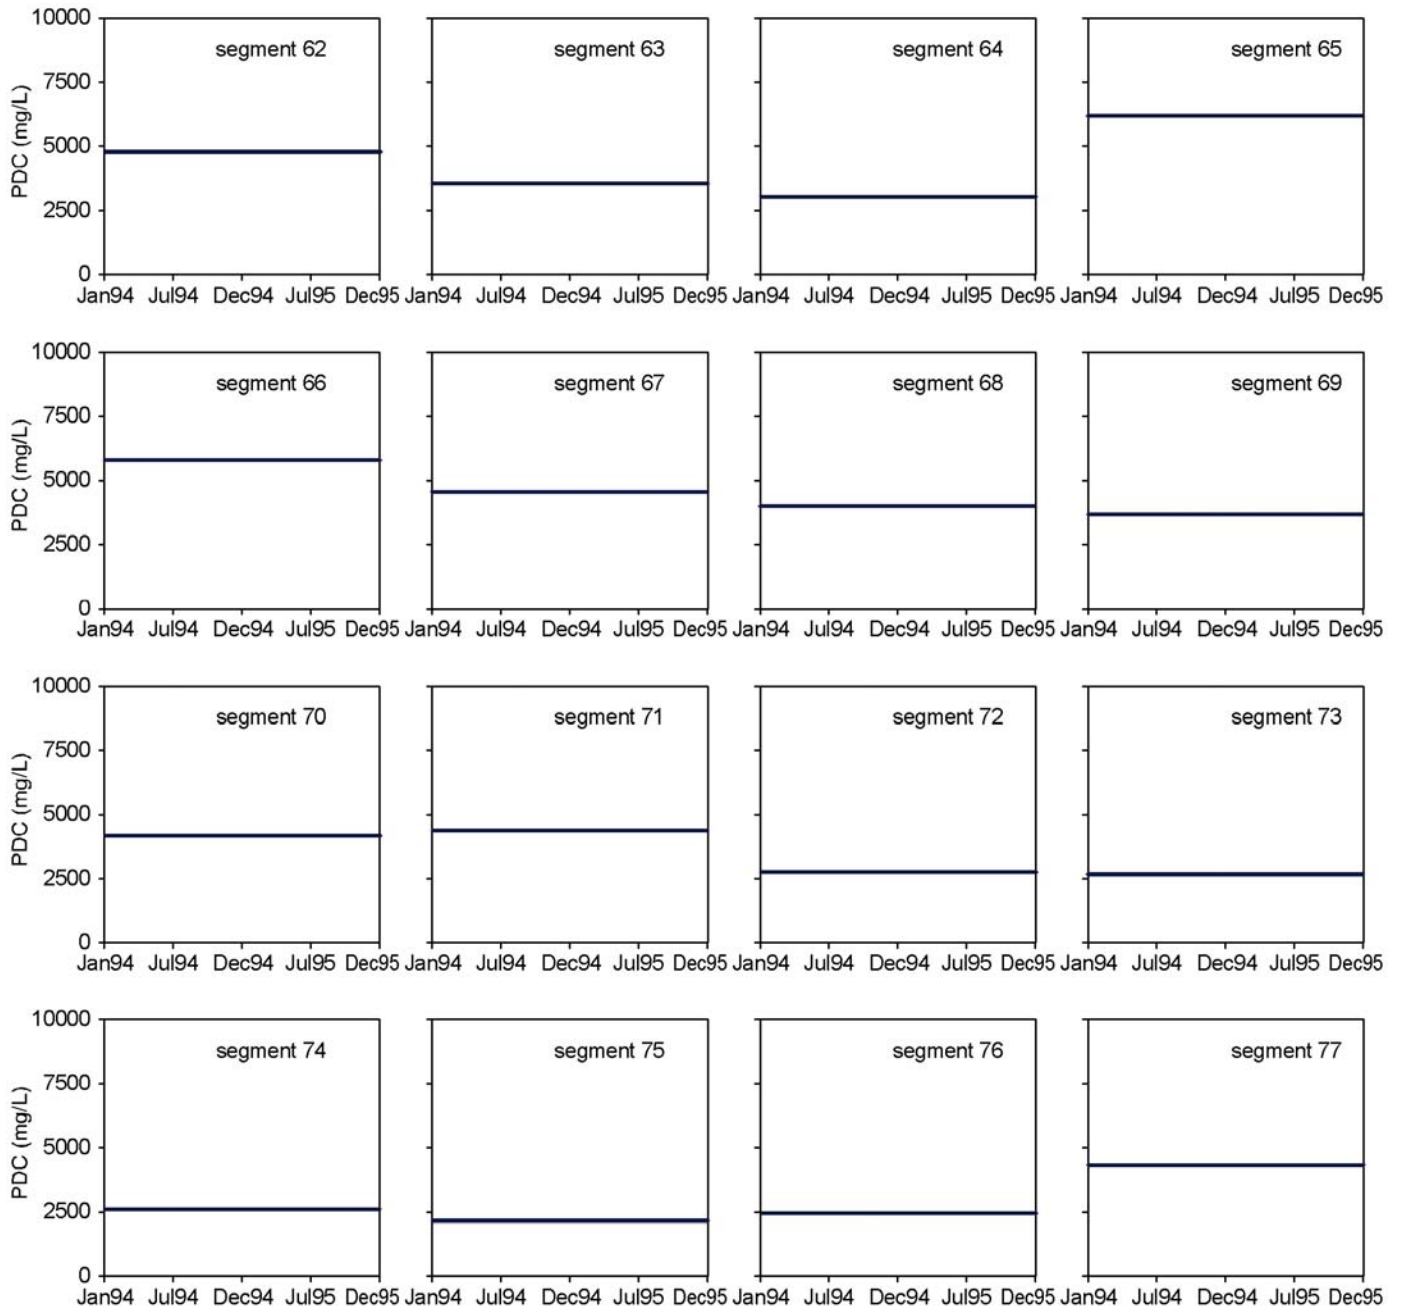 10000
segment 62 segment 63 segment 64 segment 65
7500
PDC (mg/L)
5000
2500
0
Jan94 Jul94 Dec94 Jul95 Dec95 Jan94 Jul94 Dec94 Jul95 Dec95 Jan94 Jul94 Dec94 Jul95 Dec95 Jan94 Jul94 Dec94 Jul95 Dec95
10000
segment 66 segment 67 segment 68 segment 69
7500
PDC (mg/L)
5000
2500
0
Jan94 Jul94 Dec94 Jul95 Dec95 Jan94 Jul94 Dec94 Jul95 Dec95 Jan94 Jul94 Dec94 Jul95 Dec95 Jan94 Jul94 Dec94 Jul95 Dec95
10000
segment 70 segment 71 segment 72 segment 73
7500
PDC (mg/L)
5000
2500
0
Jan94 Jul94 Dec94 Jul95 Dec95 Jan94 Jul94 Dec94 Jul95 Dec95 Jan94 Jul94 Dec94 Jul95 Dec95 Jan94 Jul94 Dec94 Jul95 Dec95
10000
segment 74 segment 75 segment 76 segment 77
7500
PDC (mg/L)
5000
2500
0
Jan94 Jul94 Dec94 Jul95 Dec95 Jan94 Jul94 Dec94 Jul95 Dec95 Jan94 Jul94 Dec94 Jul95 Dec95 Jan94 Jul94 Dec94 Jul95 Dec95